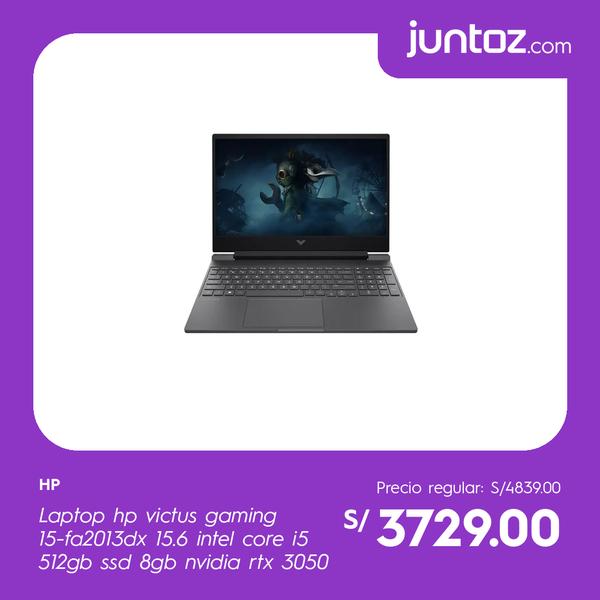 juntoz.com
HP
Laptop hp victus gaming
15-fa2013dx 15.6 intel core i5
512gb ssd 8gb nvidia rtx 3050
Precio regular: S/4839.00
S/ 3729.00